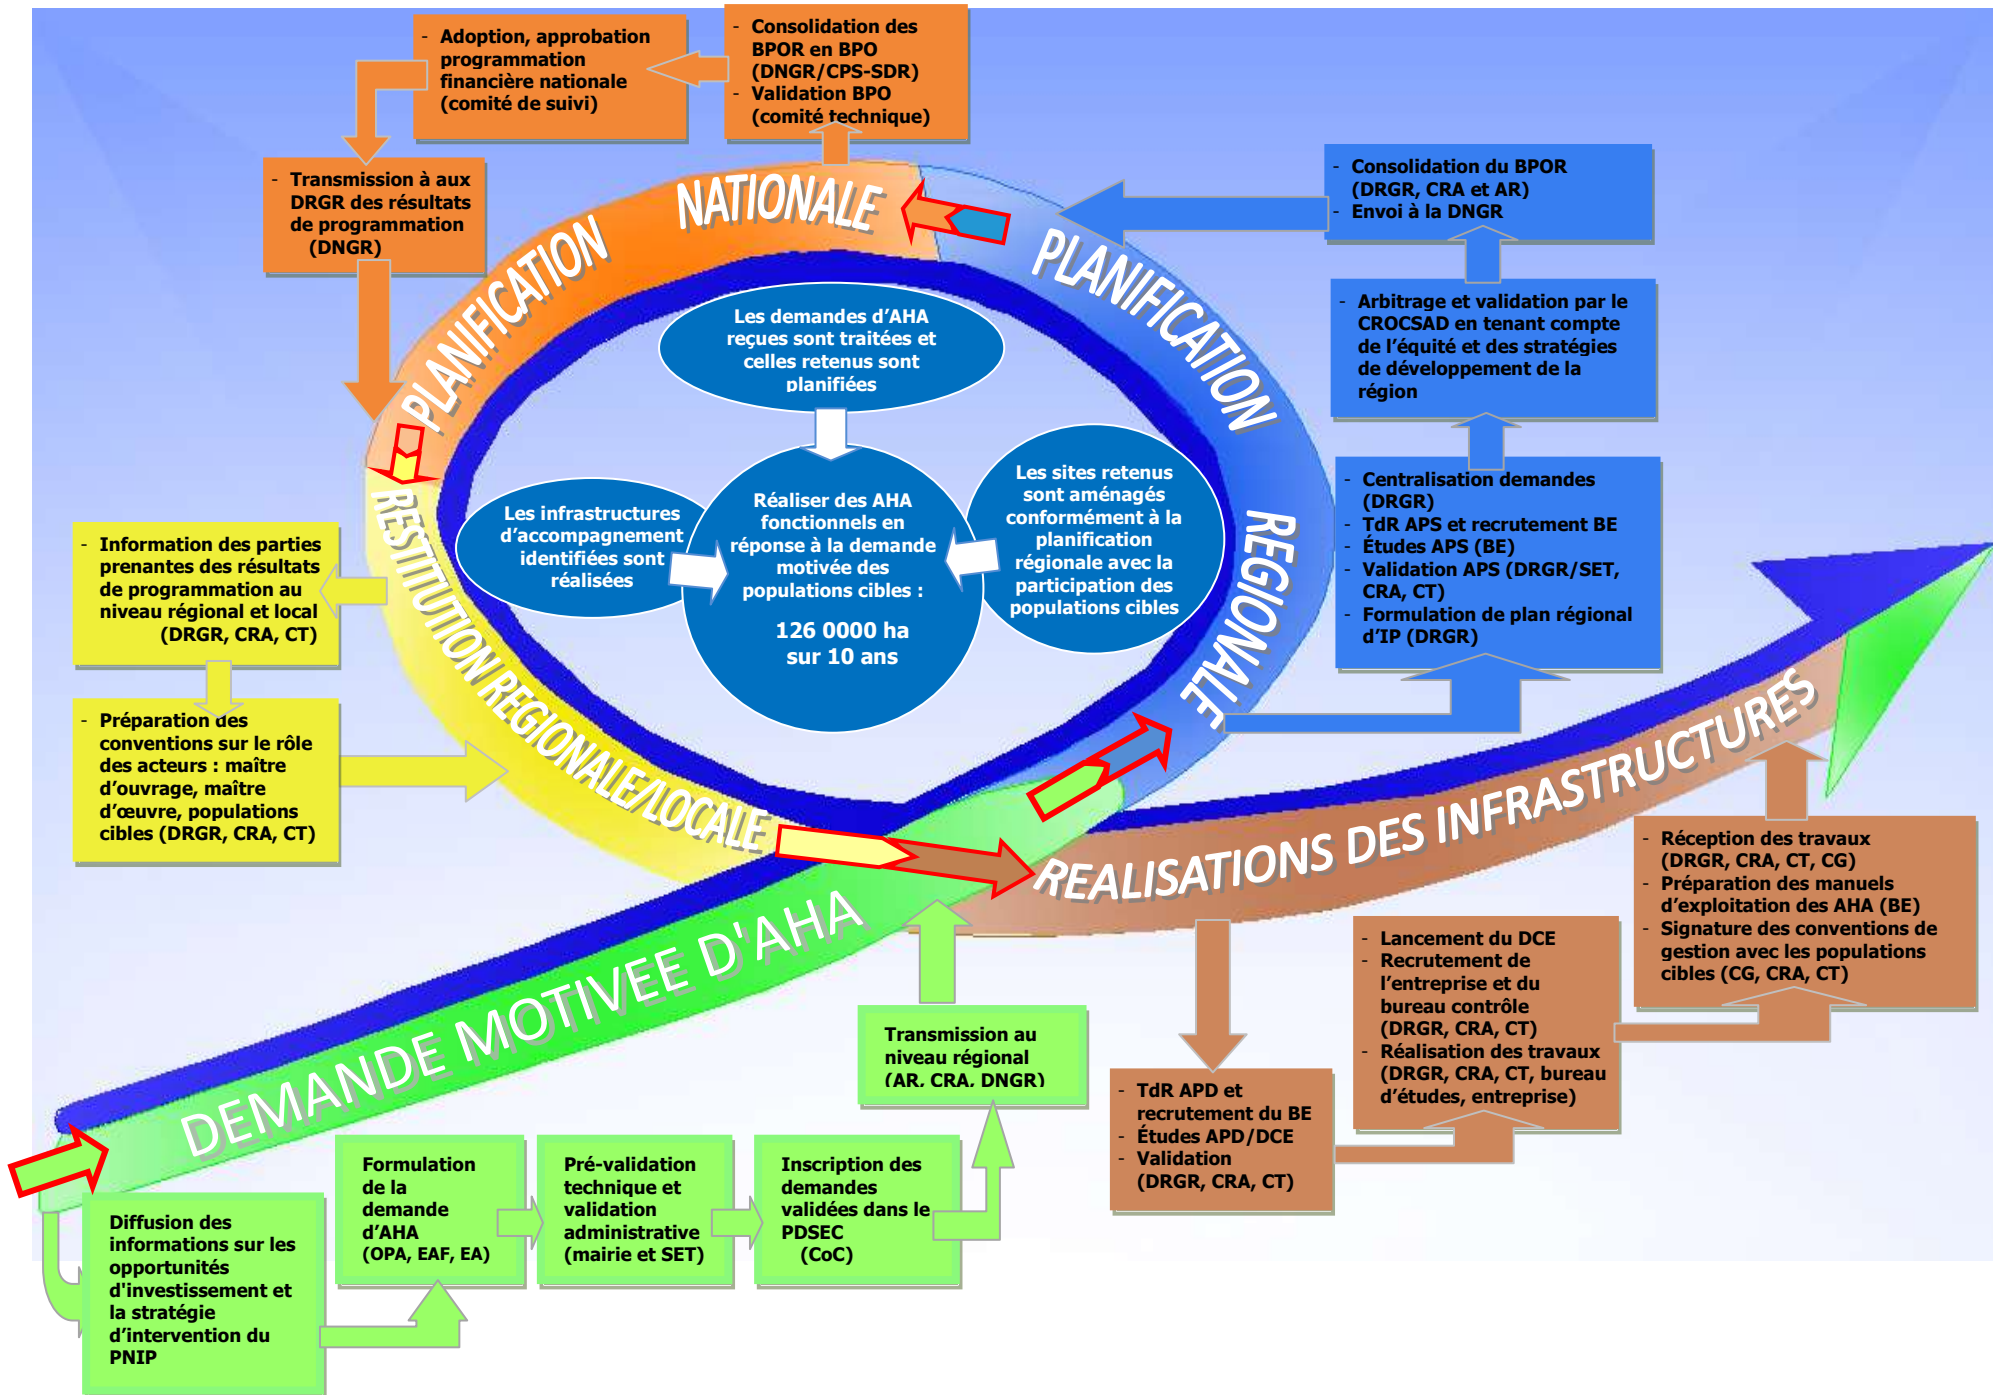 - Adoption, approbation
programmation
financière nationale
(comité de suivi)
- Consolidation des
BPOR en BPO
(DNGR/CPS-SDR)
- Validation BPO
(comité technique)
- Transmission à aux
DRGR des résultats
de programmation
(DNGR)
- Consolidation du BPOR
(DRGR, CRA et AR)
- Envoi à la DNGR
- Arbitrage et validation par le
CROCSAD en tenant compte
de l'équité et des stratégies
de développement de la
région
- Centralisation demandes
(DRGR)
- TdR APS et recrutement BE
- Études APS (BE)
- Validation APS (DRGR/SET,
CRA, CT)
- Formulation de plan régional
d'IP (DRGR)
PLANIFICATION NATIONALE
PLANIFICATION REGIONALE
RESTITUTION REGIONALE/LOCALE
Les demandes d'AHA
reçues sont traitées et
celles retenus sont
planifiées
Les infrastructures
d'accompagnement
identifiées sont
réalisées
Réaliser des AHA
fonctionnels en
réponse à la demande
motivée des
populations cibles :
126 0000 ha
sur 10 ans
Les sites retenus
sont aménagés
conformément à la
planification
régionale avec la
participation des
populations cibles
- Information des parties
prenantes des résultats
de programmation au
niveau régional et local
(DRGR, CRA, CT)
- Préparation des
conventions sur le rôle
des acteurs : maître
d'ouvrage, maître
d'œuvre, populations
cibles (DRGR, CRA, CT)
DEMANDE MOTIVEE D'AHA
REALISATIONS DES INFRASTRUCTURES
Diffusion des
informations sur les
opportunités
d'investissement et
la stratégie
d'intervention du
PNIP
Formulation
de la
demande
d'AHA
(OPA, EAF, EA)
Pré-validation
technique et
validation
administrative
(mairie et SET)
Inscription des
demandes
validées dans le
PDSEC
(CoC)
Transmission au
niveau régional
(AR, CRA, DNGR)
- TdR APD et
recrutement du BE
- Études APD/DCE
- Validation
(DRGR, CRA, CT)
- Lancement du DCE
- Recrutement de
l'entreprise et du
bureau contrôle
(DRGR, CRA, CT)
- Réalisation des travaux
(DRGR, CRA, CT, bureau
d'études, entreprise)
- Réception des travaux
(DRGR, CRA, CT, CG)
- Préparation des manuels
d'exploitation des AHA (BE)
- Signature des conventions de
gestion avec les populations
cibles (CG, CRA, CT)